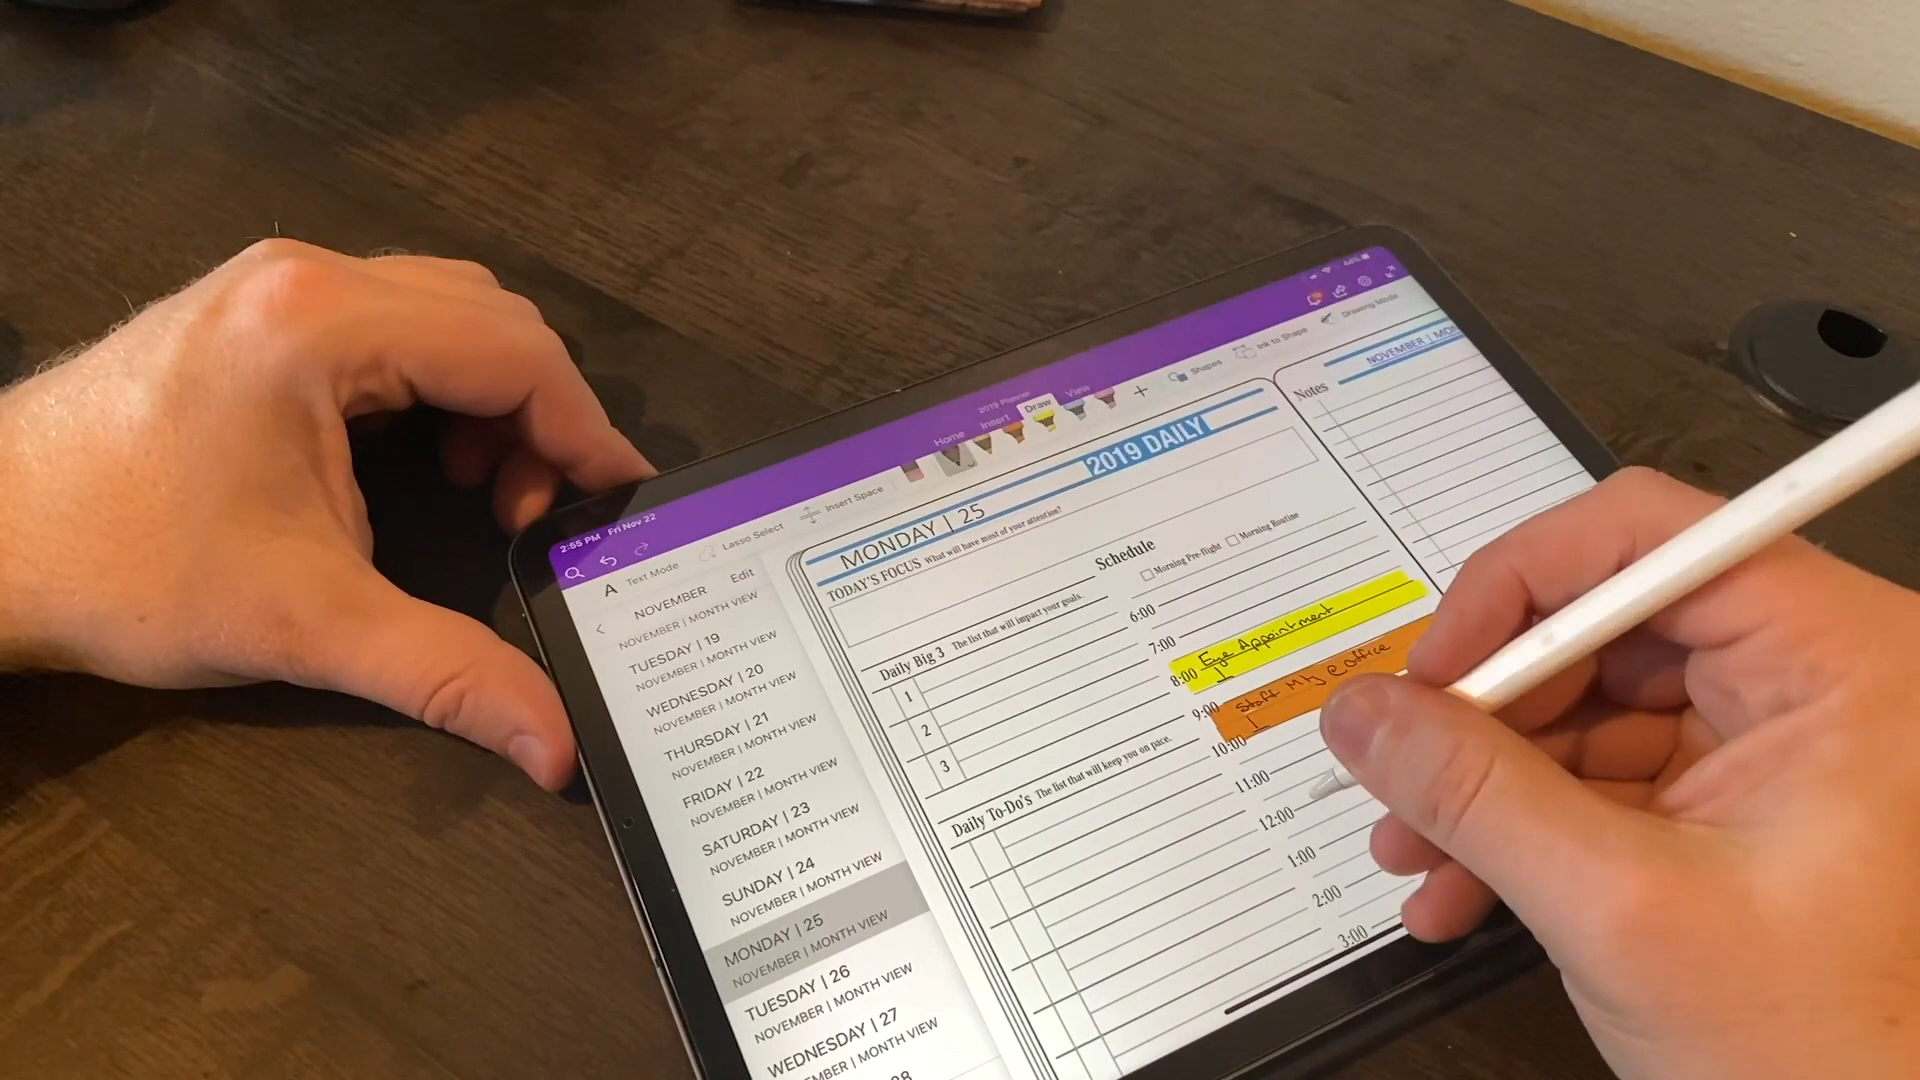 2:55 PM Fri Nov 22
44%
2019 Planner
Home Insert Draw View
A Text Mode Lasso Select Insert Space
Shapes Ink to Shape Drawing Mode
NOVEMBER Edit
NOVEMBER | MONTH VIEW
TUESDAY | 19
NOVEMBER | MONTH VIEW
WEDNESDAY | 20
NOVEMBER | MONTH VIEW
THURSDAY | 21
NOVEMBER | MONTH VIEW
FRIDAY | 22
NOVEMBER | MONTH VIEW
SATURDAY | 23
NOVEMBER | MONTH VIEW
SUNDAY | 24
NOVEMBER | MONTH VIEW
MONDAY | 25
NOVEMBER | MONTH VIEW
TUESDAY | 26
NOVEMBER | MONTH VIEW
WEDNESDAY | 27
NOVEMBER | MONTH VIEW
28
MONDAY | 25
2019 DAILY
TODAY'S FOCUS What will have most of your attention?
Daily Big 3 The list that will impact your goals.
1
2
3
Daily To-Do's The list that will keep you on pace.
Schedule
Morning Pre-flight Morning Routine
6:00
7:00
8:00 Eye Appointment
9:00 Staff Mtg @ office
10:00
11:00
12:00
1:00
2:00
3:00
NOVEMBER | MO
Notes